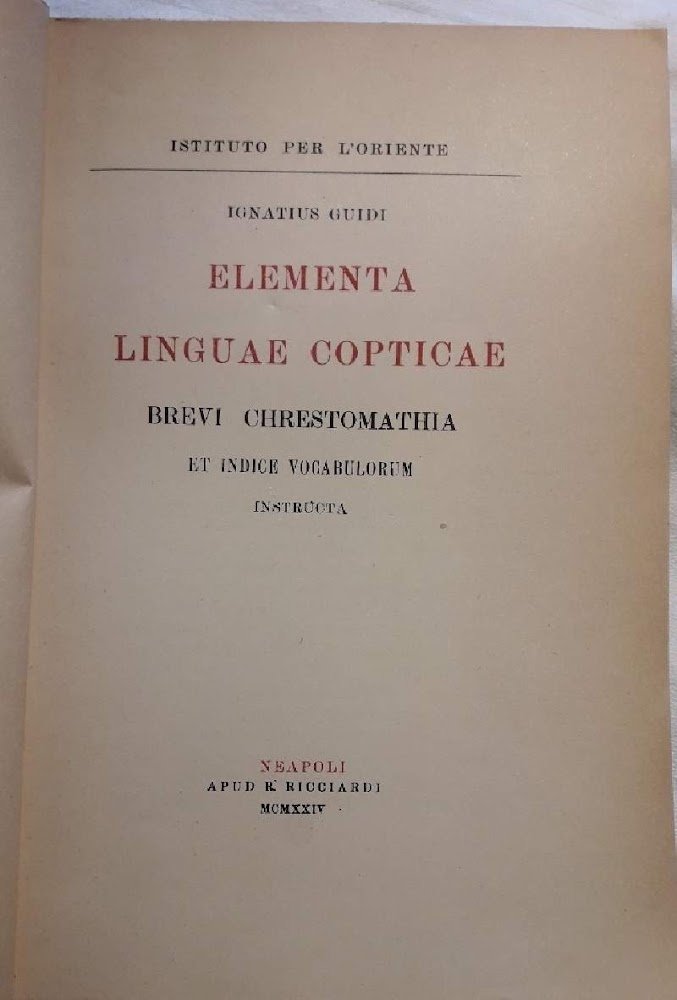 ISTITUTO PER L'ORIENTE
IGNATIUS GUIDI
ELEMENTA
LINGUAE COPTICAE
BREVI CHRESTOMATHIA
ET INDICE VOCABULORUM
INSTRUCTA
NEAPOLI
APUD R. RICCIARDI
MCMXXIV